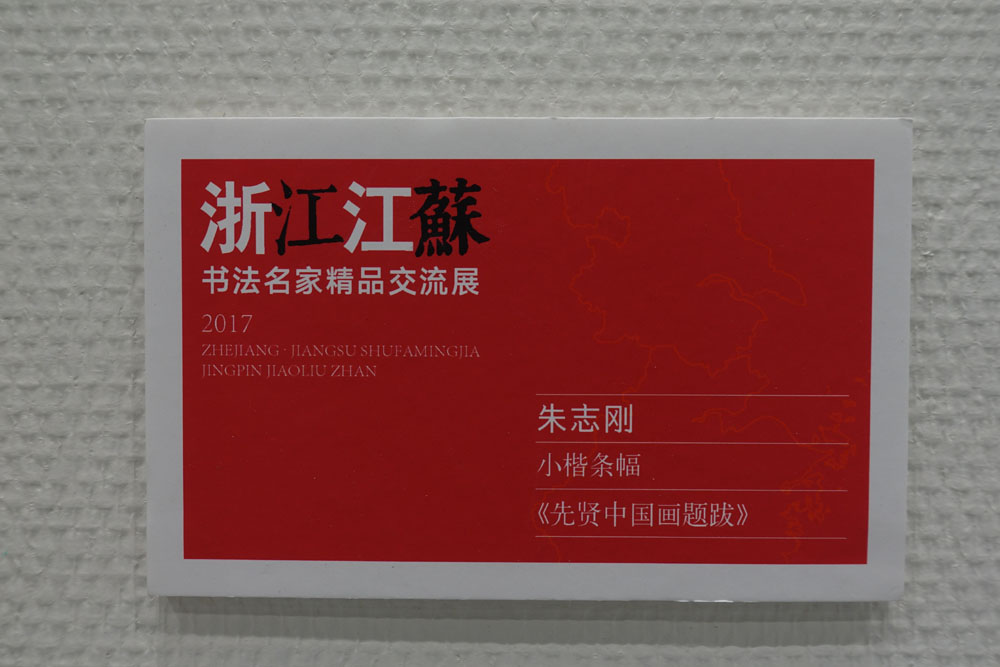 浙江江蘇
书法名家精品交流展
2017
ZHEJIANG · JIANGSU SHUFAMINGJIA
JINGPIN JIAOLIU ZHAN
朱志刚
小楷条幅
《先贤中国画题跋》